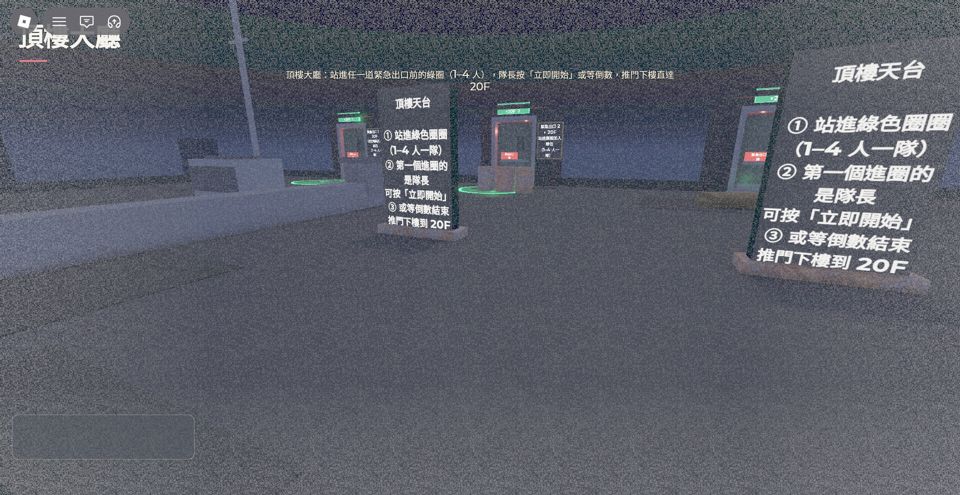 頂樓大廳
頂樓大廳：站進任一道緊急出口前的綠圈（1–4 人），隊長按「立即開始」或等倒數，推門下樓直達
20F
頂樓天台
① 站進綠色圈圈
（1–4 人一隊）
② 第一個進圈的
是隊長
可按「立即開始」
③ 或等倒數結束
推門下樓到 20F
頂樓天台
① 站進綠色圈圈
（1–4 人一隊）
② 第一個進圈的
是隊長
可按「立即開始」
③ 或等倒數結束
推門下樓到 20F